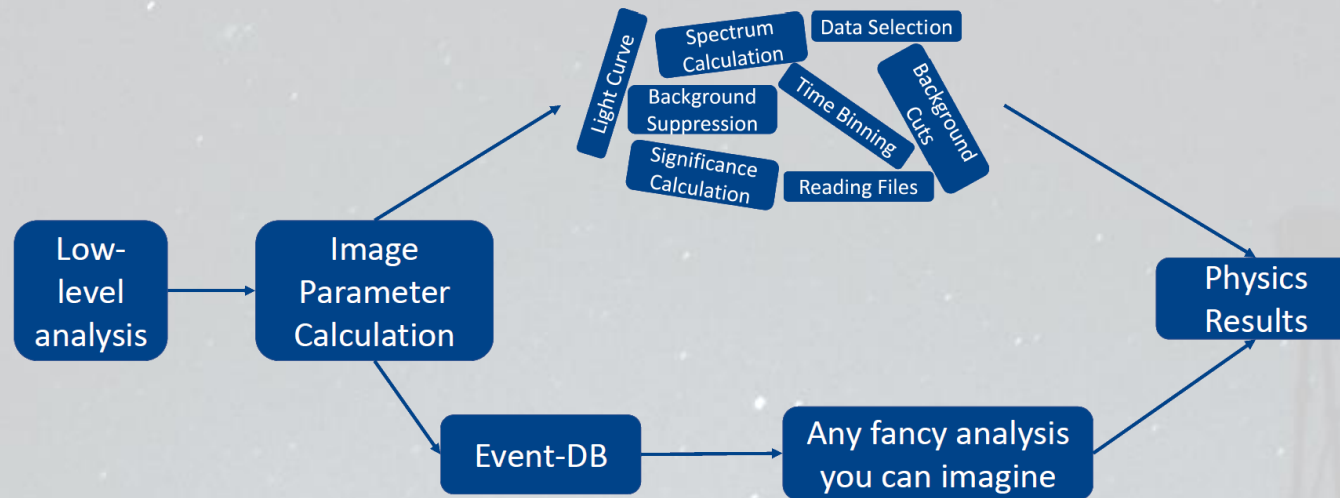 Light Curve
Spectrum
Calculation
Data Selection
Background
Suppression
Time Binning
Background
Cuts
Significance
Calculation
Reading Files
Low-
level
analysis
Image
Parameter
Calculation
Physics
Results
Event-DB
Any fancy analysis
you can imagine